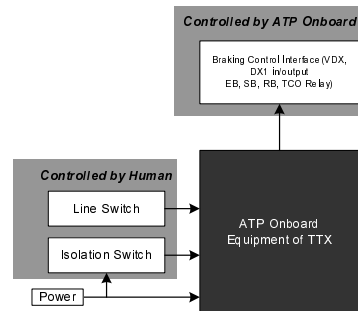 Controlled by ATP Onboard
Braking Control Interface (VDX,
DX1 in/output
EB, SB, RB, TCO Relay)
Controlled by Human
Line Switch
Isolation Switch
Power
ATP Onboard
Equipment of TTX